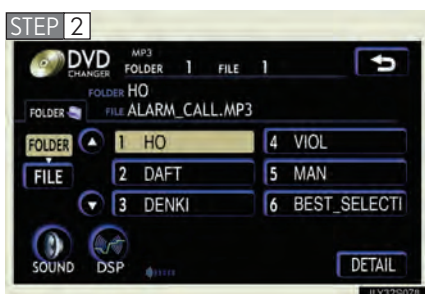 STEP 2
DVD CHANGER MP3 FOLDER 1 FILE 1
FOLDER HO
FILE ALARM_CALL.MP3
FOLDER
FOLDER 1 HO 4 VIOL
FILE 2 DAFT 5 MAN
3 DENKI 6 BEST_SELECTI
SOUND DSP DETAIL